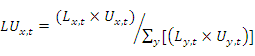 LU_{x,t} = (L_{x,t} × U_{x,t}) / ∑_y[(L_{y,t} × U_{y,t})]